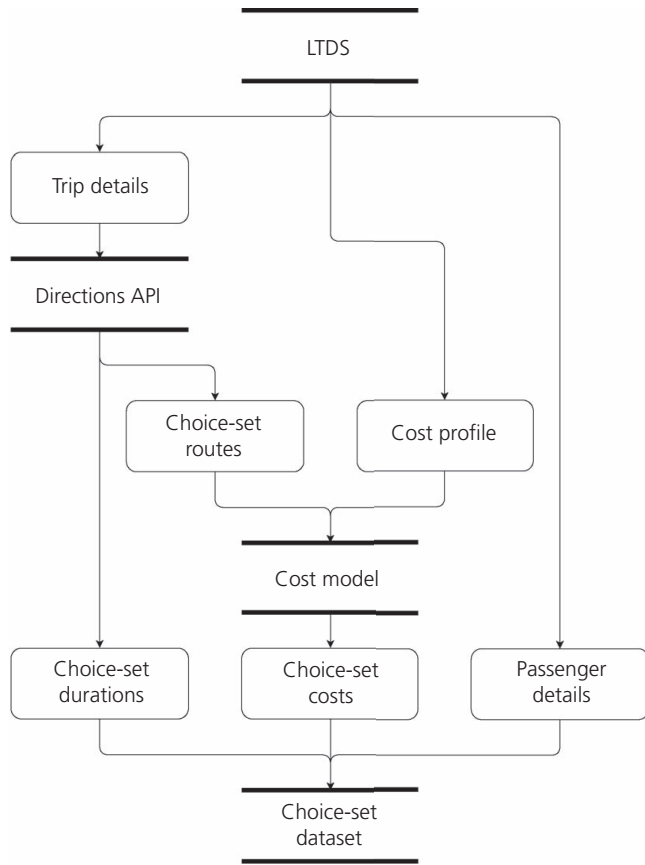 LTDS
Trip details
Directions API
Choice-set
routes
Cost profile
Cost model
Choice-set
durations
Choice-set
costs
Passenger
details
Choice-set
dataset